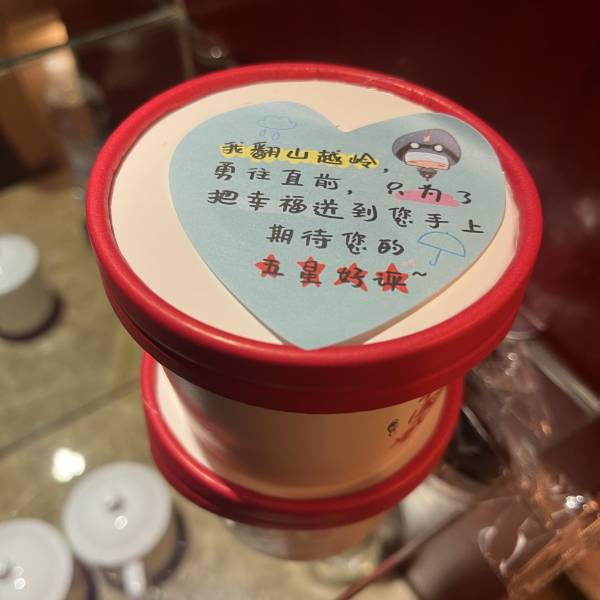 我翻山越岭，
勇往直前，只为了
把幸福送到您手上
期待您的
五星好评~